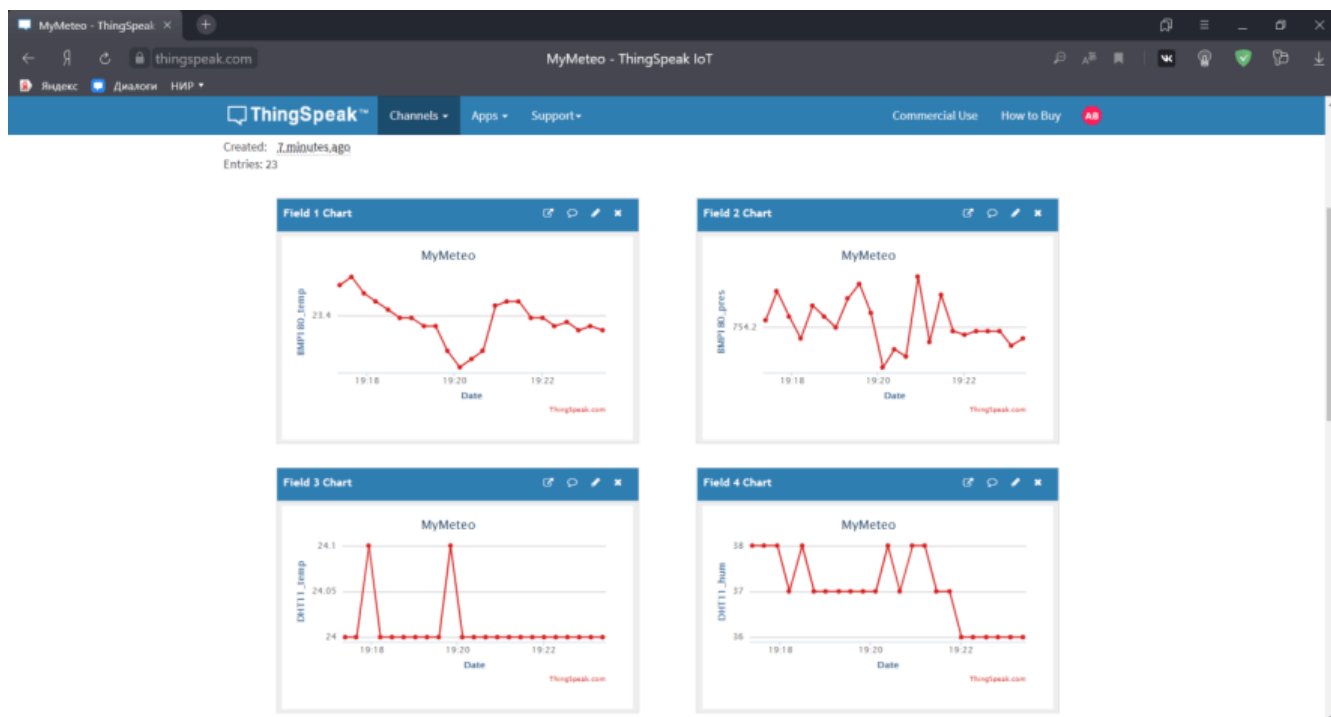 MyMeteo - ThingSpeak
thingspeak.com
MyMeteo - ThingSpeak IoT
Яндекс Диалоги НИР
ThingSpeak™ Channels Apps Support Commercial Use How to Buy AB
Created: 7 minutes ago
Entries: 23
Field 1 Chart
MyMeteo
BMP180_temp
23.4
19:18 19:20 19:22
Date
ThingSpeak.com
Field 2 Chart
MyMeteo
BMP180_pres
754.2
19:18 19:20 19:22
Date
ThingSpeak.com
Field 3 Chart
MyMeteo
DHT11_temp
24.1
24.05
24
19:18 19:20 19:22
Date
ThingSpeak.com
Field 4 Chart
MyMeteo
DHT11_hum
38
37
36
19:18 19:20 19:22
Date
ThingSpeak.com